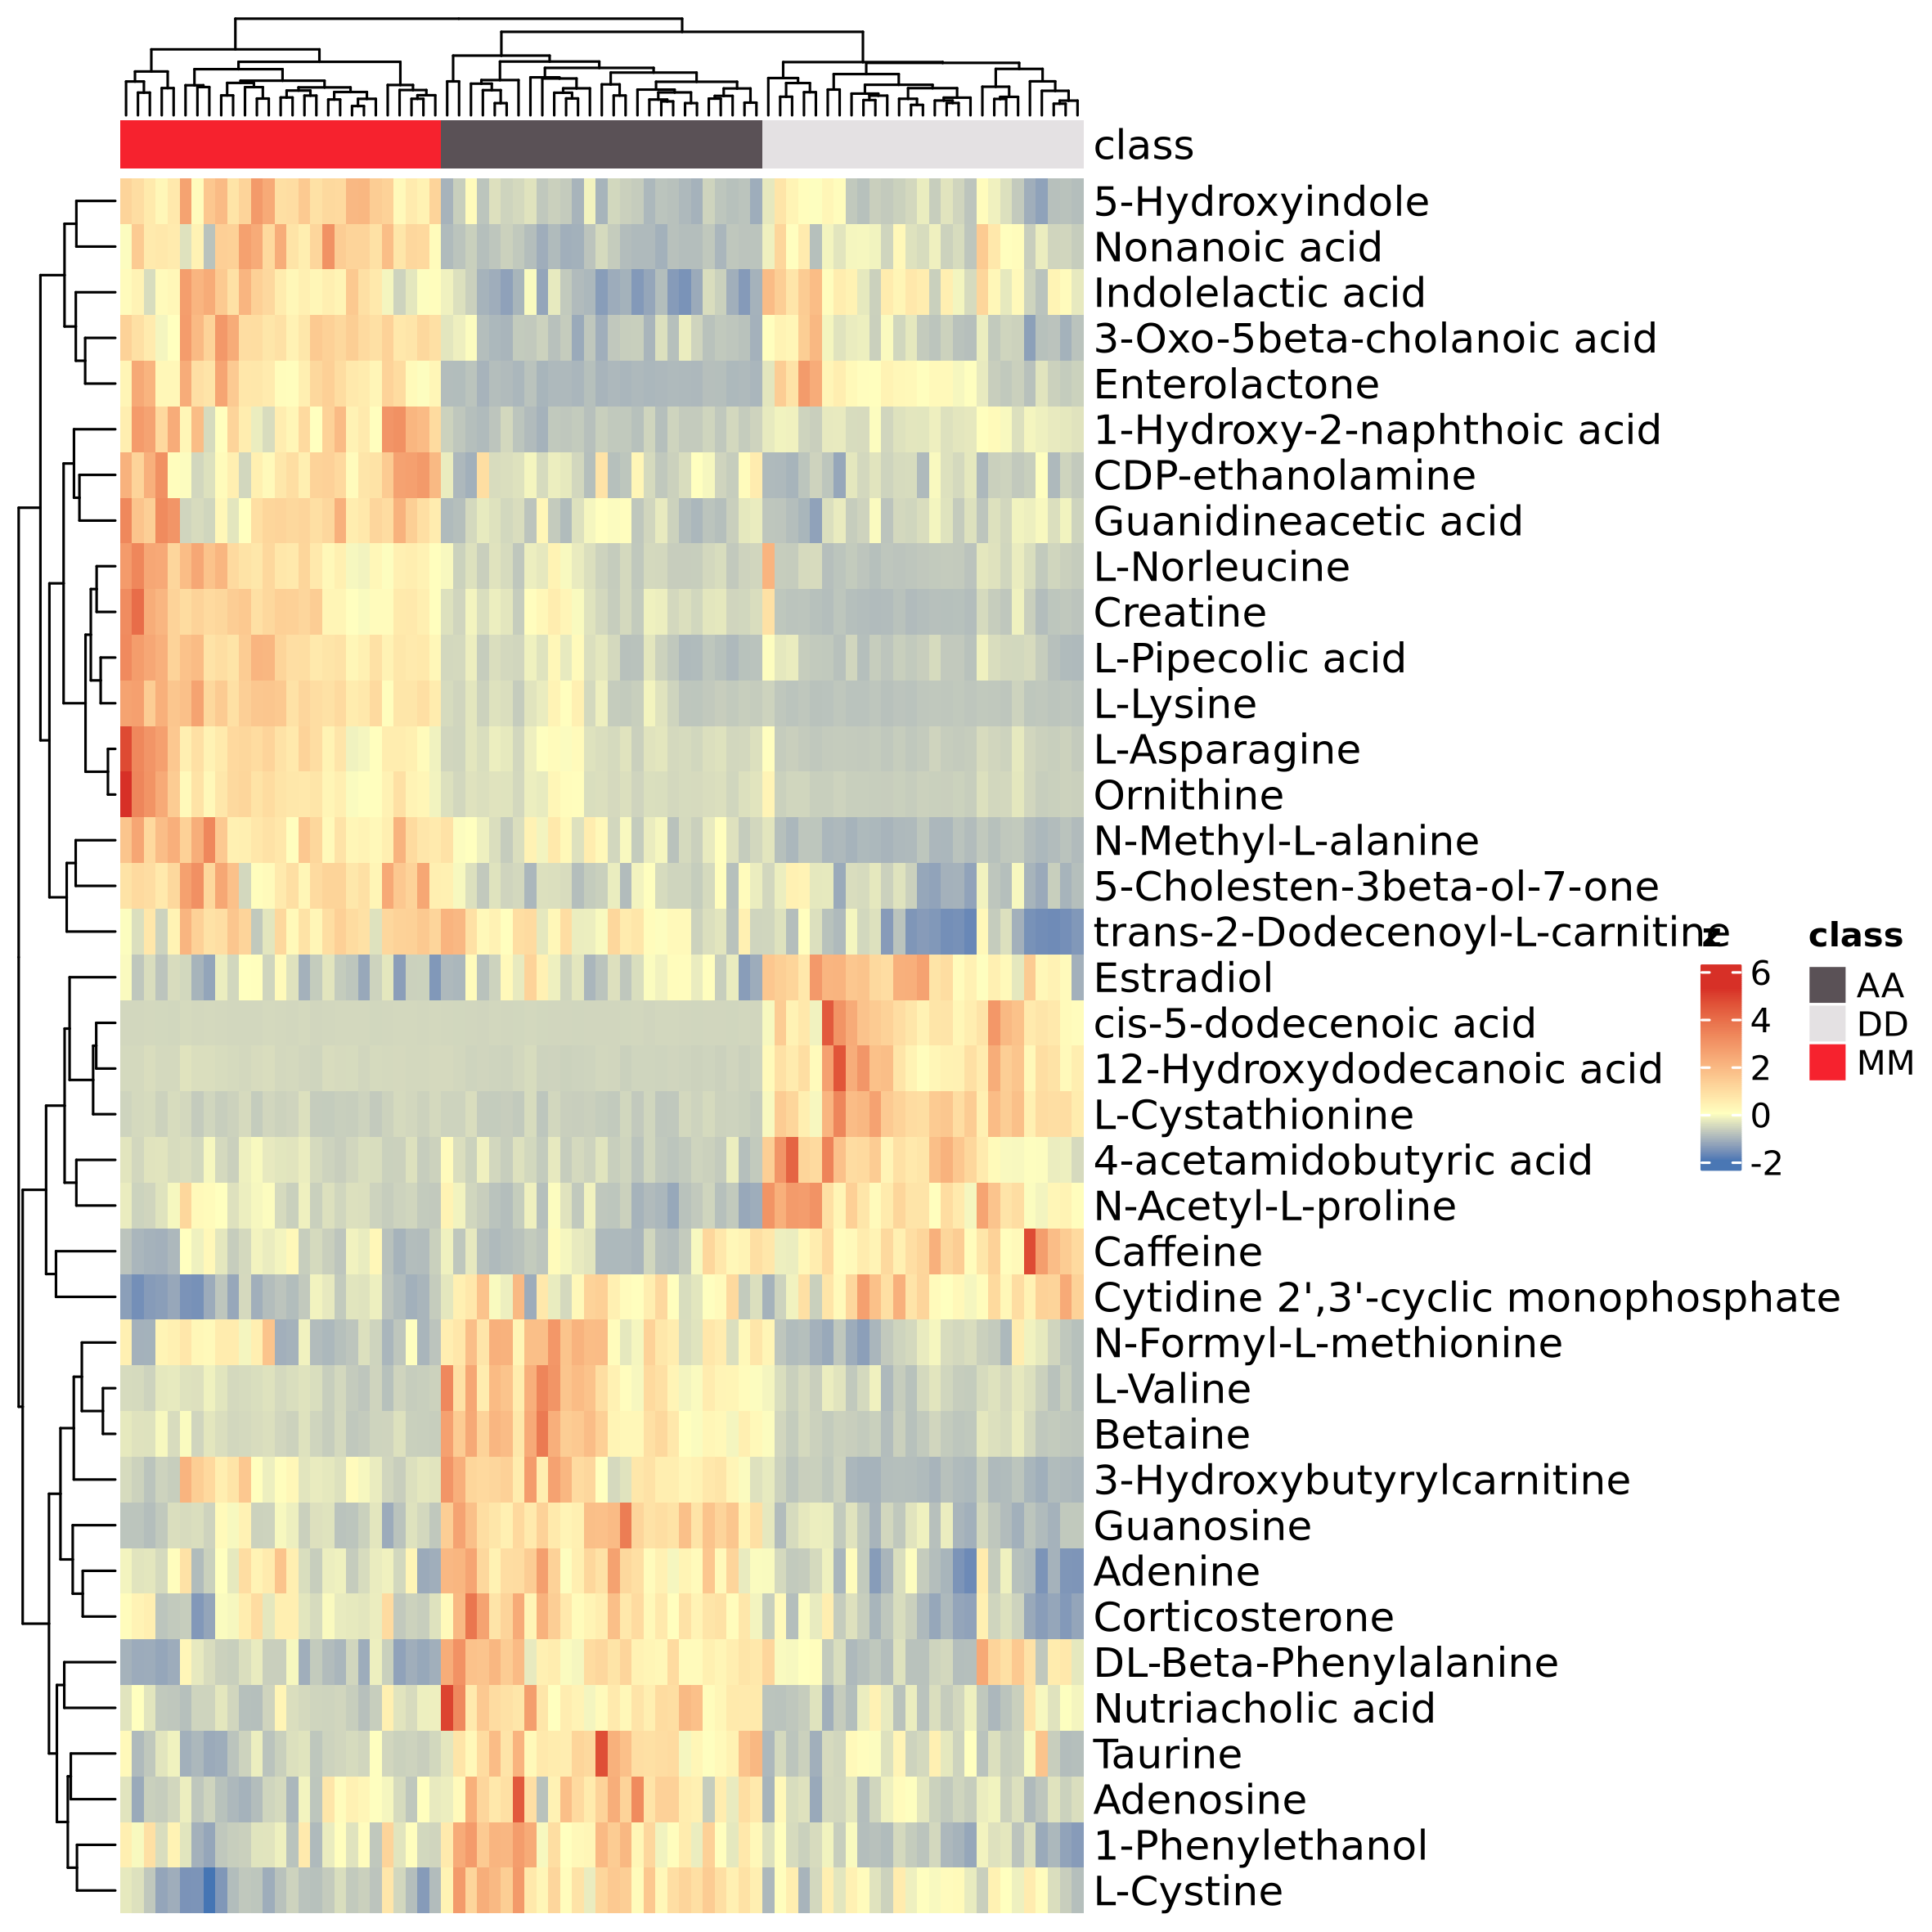 class
5-Hydroxyindole
Nonanoic acid
Indolelactic acid
3-Oxo-5beta-cholanoic acid
Enterolactone
1-Hydroxy-2-naphthoic acid
CDP-ethanolamine
Guanidineacetic acid
L-Norleucine
Creatine
L-Pipecolic acid
L-Lysine
L-Asparagine
Ornithine
N-Methyl-L-alanine
5-Cholesten-3beta-ol-7-one
trans-2-Dodecenoyl-L-carnitine
Estradiol
cis-5-dodecenoic acid
12-Hydroxydodecanoic acid
L-Cystathionine
4-acetamidobutyric acid
N-Acetyl-L-proline
Caffeine
Cytidine 2',3'-cyclic monophosphate
N-Formyl-L-methionine
L-Valine
Betaine
3-Hydroxybutyrylcarnitine
Guanosine
Adenine
Corticosterone
DL-Beta-Phenylalanine
Nutriacholic acid
Taurine
Adenosine
1-Phenylethanol
L-Cystine
z
6
4
2
0
-2
class
AA
DD
MM